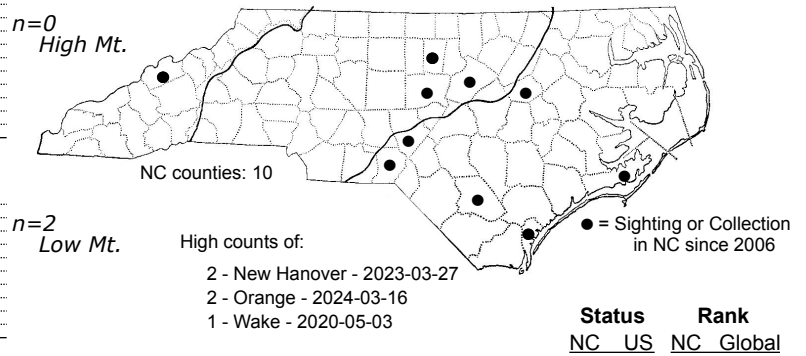 n=0
High Mt.
NC counties: 10
n=2
Low Mt.
High counts of:
2 - New Hanover - 2023-03-27
2 - Orange - 2024-03-16
1 - Wake - 2020-05-03
● = Sighting or Collection
in NC since 2006
Status Rank
NC US NC Global